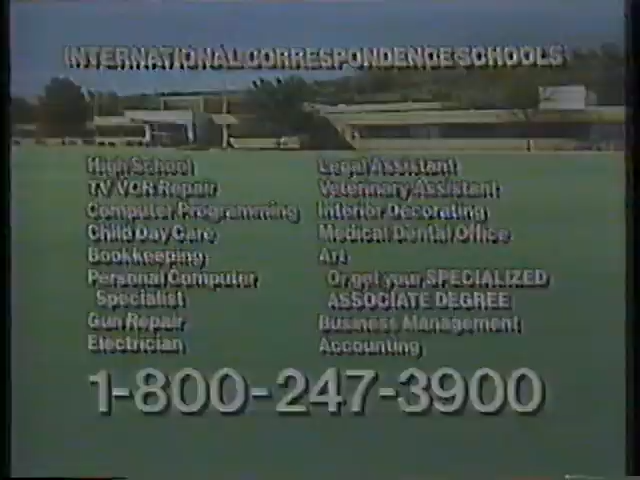 INTERNATIONAL CORRESPONDENCE SCHOOLS
High School
TV VCR Repair
Computer Programming
Child Day Care
Bookkeeping
Personal Computer
Specialist
Gun Repair
Electrician
Legal Assistant
Veterinary Assistant
Interior Decorating
Medical Dental Office
Art
Or get your SPECIALIZED
ASSOCIATE DEGREE
Business Management
Accounting
1-800-247-3900